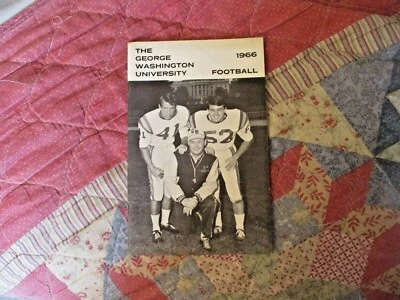 THE
GEORGE
WASHINGTON 1966
UNIVERSITY FOOTBALL
41 52